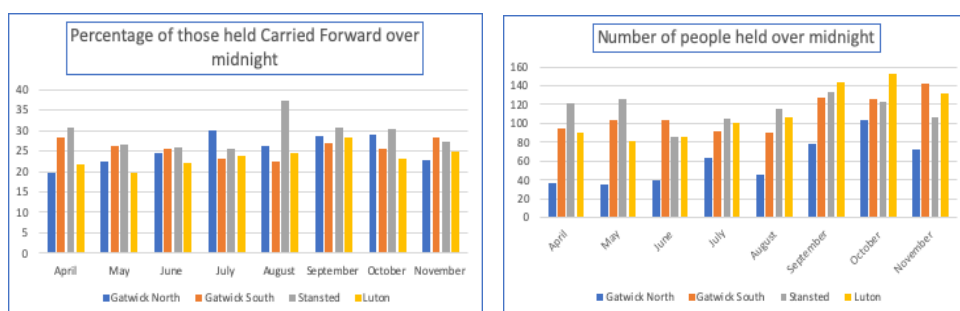 Percentage of those held Carried Forward over
midnight
40
35
30
25
20
15
10
5
0
April May June July August September October November
Gatwick North Gatwick South Stansted Luton
Number of people held over midnight
160
140
120
100
80
60
40
20
0
April May June July August September October November
Gatwick North Gatwick South Stansted Luton